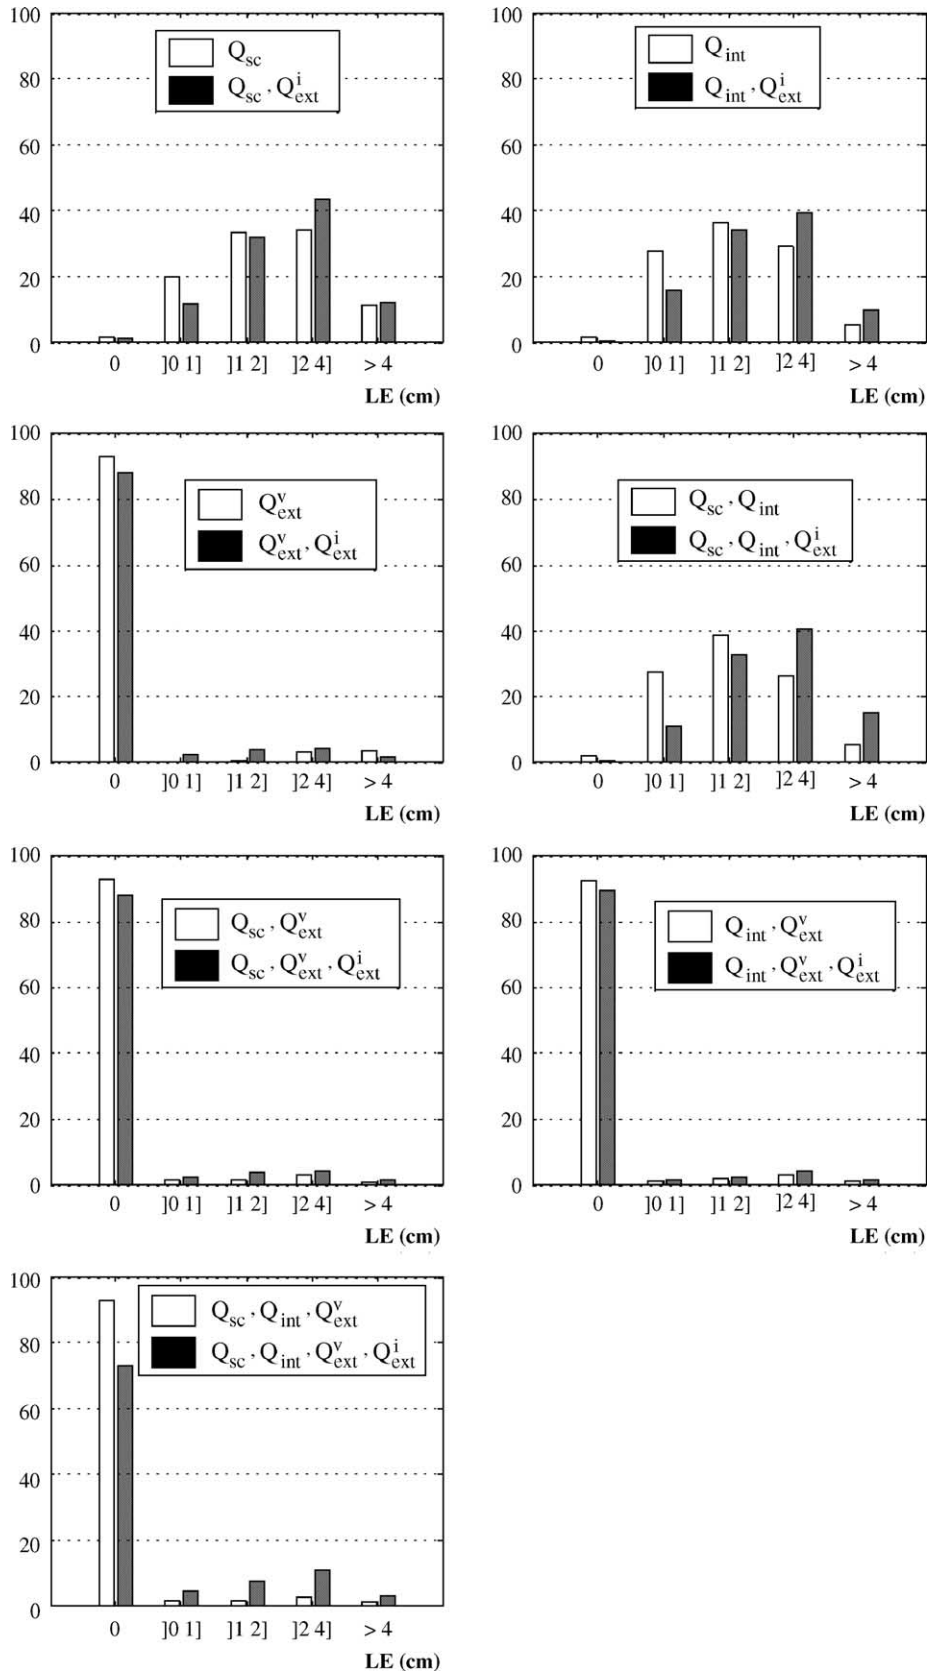 100
80
60
40
20
0
Q_sc
Q_sc , Q^i_ext
0 ]0 1] ]1 2] ]2 4] > 4
LE (cm)
100
80
60
40
20
0
Q_int
Q_int , Q^i_ext
0 ]0 1] ]1 2] ]2 4] > 4
LE (cm)
100
80
60
40
20
0
Q^v_ext
Q^v_ext , Q^i_ext
0 ]0 1] ]1 2] ]2 4] > 4
LE (cm)
100
80
60
40
20
0
Q_sc , Q_int
Q_sc , Q_int , Q^i_ext
0 ]0 1] ]1 2] ]2 4] > 4
LE (cm)
100
80
60
40
20
0
Q_sc , Q^v_ext
Q_sc , Q^v_ext , Q^i_ext
0 ]0 1] ]1 2] ]2 4] > 4
LE (cm)
100
80
60
40
20
0
Q_int , Q^v_ext
Q_int , Q^v_ext , Q^i_ext
0 ]0 1] ]1 2] ]2 4] > 4
LE (cm)
100
80
60
40
20
0
Q_sc , Q_int , Q^v_ext
Q_sc , Q_int , Q^v_ext , Q^i_ext
0 ]0 1] ]1 2] ]2 4] > 4
LE (cm)